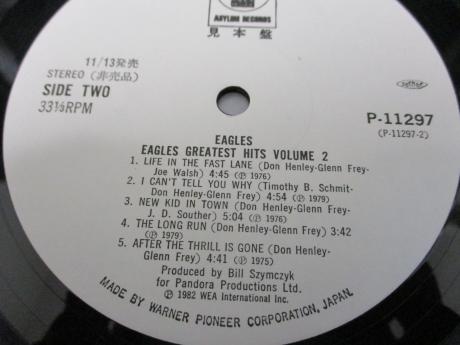 ASYLUM RECORDS
見本盤
11/13発売
STEREO (非売品)
SIDE TWO
33⅓RPM
P-11297
(P-11297-2)
EAGLES
EAGLES GREATEST HITS VOLUME 2
1. LIFE IN THE FAST LANE (Don Henley-Glenn Frey-
Joe Walsh) 4:45 (℗ 1976)
2. I CAN'T TELL YOU WHY (Timothy B. Schmit-
Don Henley-Glenn Frey) 4:54 (℗ 1979)
3. NEW KID IN TOWN (Don Henley-Glenn Frey-
J. D. Souther) 5:04 (℗ 1976)
4. THE LONG RUN (Don Henley-Glenn Frey) 3:42
(℗ 1979)
5. AFTER THE THRILL IS GONE (Don Henley-
Glenn Frey) 4:41 (℗ 1975)
Produced by Bill Szymczyk
for Pandora Productions Ltd.
℗ 1982 WEA International Inc.
MADE BY WARNER PIONEER CORPORATION, JAPAN.